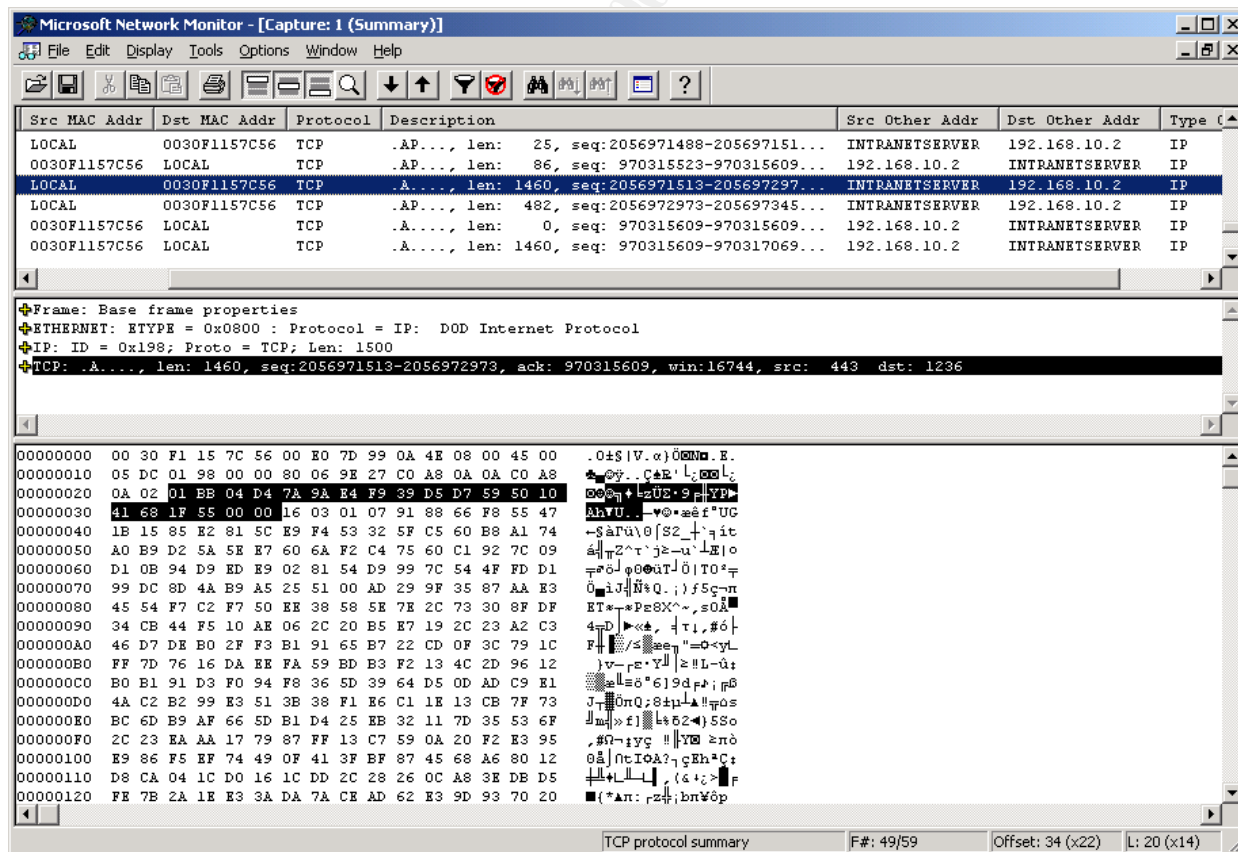 Microsoft Network Monitor - [Capture: 1 (Summary)]
File Edit Display Tools Options Window Help
Src MAC Addr Dst MAC Addr Protocol Description Src Other Addr Dst Other Addr Type
LOCAL 0030F1157C56 TCP .AP..., len: 25, seq:2056971488-205697151... INTRANETSERVER 192.168.10.2 IP
0030F1157C56 LOCAL TCP .AP..., len: 86, seq: 970315523-970315609... 192.168.10.2 INTRANETSERVER IP
LOCAL 0030F1157C56 TCP .A...., len: 1460, seq:2056971513-205697297... INTRANETSERVER 192.168.10.2 IP
LOCAL 0030F1157C56 TCP .AP..., len: 482, seq:2056972973-205697345... INTRANETSERVER 192.168.10.2 IP
0030F1157C56 LOCAL TCP .A...., len: 0, seq: 970315609-970315609... 192.168.10.2 INTRANETSERVER IP
0030F1157C56 LOCAL TCP .A...., len: 1460, seq: 970315609-970317069... 192.168.10.2 INTRANETSERVER IP
Frame: Base frame properties
ETHERNET: ETYPE = 0x0800 : Protocol = IP: DOD Internet Protocol
IP: ID = 0x198; Proto = TCP; Len: 1500
TCP: .A...., len: 1460, seq:2056971513-2056972973, ack: 970315609, win:16744, src: 443 dst: 1236
00000000 00 30 F1 15 7C 56 00 E0 7D 99 0A 4E 08 00 45 00
00000010 05 DC 01 98 00 00 80 06 9E 27 C0 A8 0A 0A C0 A8
00000020 0A 02 01 BB 04 D4 7A 9A E4 F9 39 D5 D7 59 50 10
00000030 41 68 1F 55 00 00 16 03 01 07 91 88 66 F8 55 47
00000040 1B 15 85 E2 81 5C E9 F4 53 32 5F C5 60 B8 A1 74
00000050 A0 B9 D2 5A 5E E7 60 6A F2 C4 75 60 C1 92 7C 09
00000060 D1 0B 94 D9 ED E9 02 81 54 D9 99 7C 54 4F FD D1
00000070 99 DC 8D 4A B9 A5 25 51 00 AD 29 9F 35 87 AA E3
00000080 45 54 F7 C2 F7 50 EE 38 58 5E 7E 2C 73 30 8F DF
00000090 34 CB 44 F5 10 AE 06 2C 20 B5 E7 19 2C 23 A2 C3
000000A0 46 D7 DE B0 2F F3 B1 91 65 B7 22 CD 0F 3C 79 1C
000000B0 FF 7D 76 16 DA EE FA 59 BD B3 F2 13 4C 2D 96 12
000000C0 B0 B1 91 D3 F0 94 F8 36 5D 39 64 D5 0D AD C9 E1
000000D0 4A C2 B2 99 E3 51 3B 38 F1 E6 C1 1E 13 CB 7F 73
000000E0 BC 6D B9 AF 66 5D B1 D4 25 EB 32 11 7D 35 53 6F
000000F0 2C 23 EA AA 17 79 87 FF 13 C7 59 0A 20 F2 E3 95
00000100 E9 86 F5 EF 74 49 0F 41 3F BF 87 45 68 A6 80 12
00000110 D8 CA 04 1C D0 16 1C DD 2C 28 26 0C A8 3E DB D5
00000120 FE 7B 2A 1E E3 3A DA 7A CE AD 62 E3 9D 93 70 20
TCP protocol summary F#: 49/59 Offset: 34 (x22) L: 20 (x14)